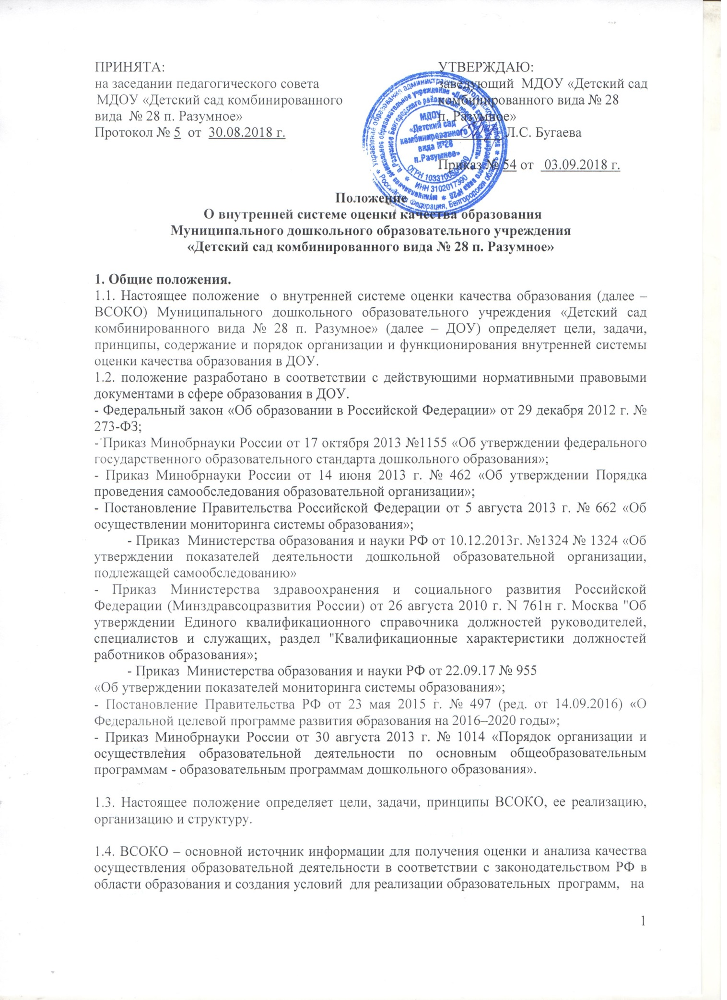 ПРИНЯТА:
на заседании педагогического совета
МДОУ «Детский сад комбинированного
вида № 28 п. Разумное»
Протокол № 5 от 30.08.2018 г.
УТВЕРЖДАЮ:
заведующий МДОУ «Детский сад
комбинированного вида № 28
п. Разумное»
Л.С. Бугаева
Приказ № 54 от 03.09.2018 г.
МДОУ
«Детский сад
комбинированного
вида №28
п.Разумное»
ИНН 3102017390
Положение
О внутренней системе оценки качества образования
Муниципального дошкольного образовательного учреждения
«Детский сад комбинированного вида № 28 п. Разумное»
1. Общие положения.
1.1. Настоящее положение о внутренней системе оценки качества образования (далее –
ВСОКО) Муниципального дошкольного образовательного учреждения «Детский сад
комбинированного вида № 28 п. Разумное» (далее – ДОУ) определяет цели, задачи,
принципы, содержание и порядок организации и функционирования внутренней системы
оценки качества образования в ДОУ.
1.2. положение разработано в соответствии с действующими нормативными правовыми
документами в сфере образования в ДОУ.
- Федеральный закон «Об образовании в Российской Федерации» от 29 декабря 2012 г. №
273-ФЗ;
- Приказ Минобрнауки России от 17 октября 2013 №1155 «Об утверждении федерального
государственного образовательного стандарта дошкольного образования»;
- Приказ Минобрнауки России от 14 июня 2013 г. № 462 «Об утверждении Порядка
проведения самообследования образовательной организации»;
- Постановление Правительства Российской Федерации от 5 августа 2013 г. № 662 «Об
осуществлении мониторинга системы образования»;
- Приказ Министерства образования и науки РФ от 10.12.2013г. №1324 № 1324 «Об
утверждении показателей деятельности дошкольной образовательной организации,
подлежащей самообследованию»
- Приказ Министерства здравоохранения и социального развития Российской
Федерации (Минздравсоцразвития России) от 26 августа 2010 г. N 761н г. Москва "Об
утверждении Единого квалификационного справочника должностей руководителей,
специалистов и служащих, раздел "Квалификационные характеристики должностей
работников образования»;
- Приказ Министерства образования и науки РФ от 22.09.17 № 955
«Об утверждении показателей мониторинга системы образования»;
- Постановление Правительства РФ от 23 мая 2015 г. № 497 (ред. от 14.09.2016) «О
Федеральной целевой программе развития образования на 2016–2020 годы»;
- Приказ Минобрнауки России от 30 августа 2013 г. № 1014 «Порядок организации и
осуществления образовательной деятельности по основным общеобразовательным
программам - образовательным программам дошкольного образования».
1.3. Настоящее положение определяет цели, задачи, принципы ВСОКО, ее реализацию,
организацию и структуру.
1.4. ВСОКО – основной источник информации для получения оценки и анализа качества
осуществления образовательной деятельности в соответствии с законодательством РФ в
области образования и создания условий для реализации образовательных программ, на
1